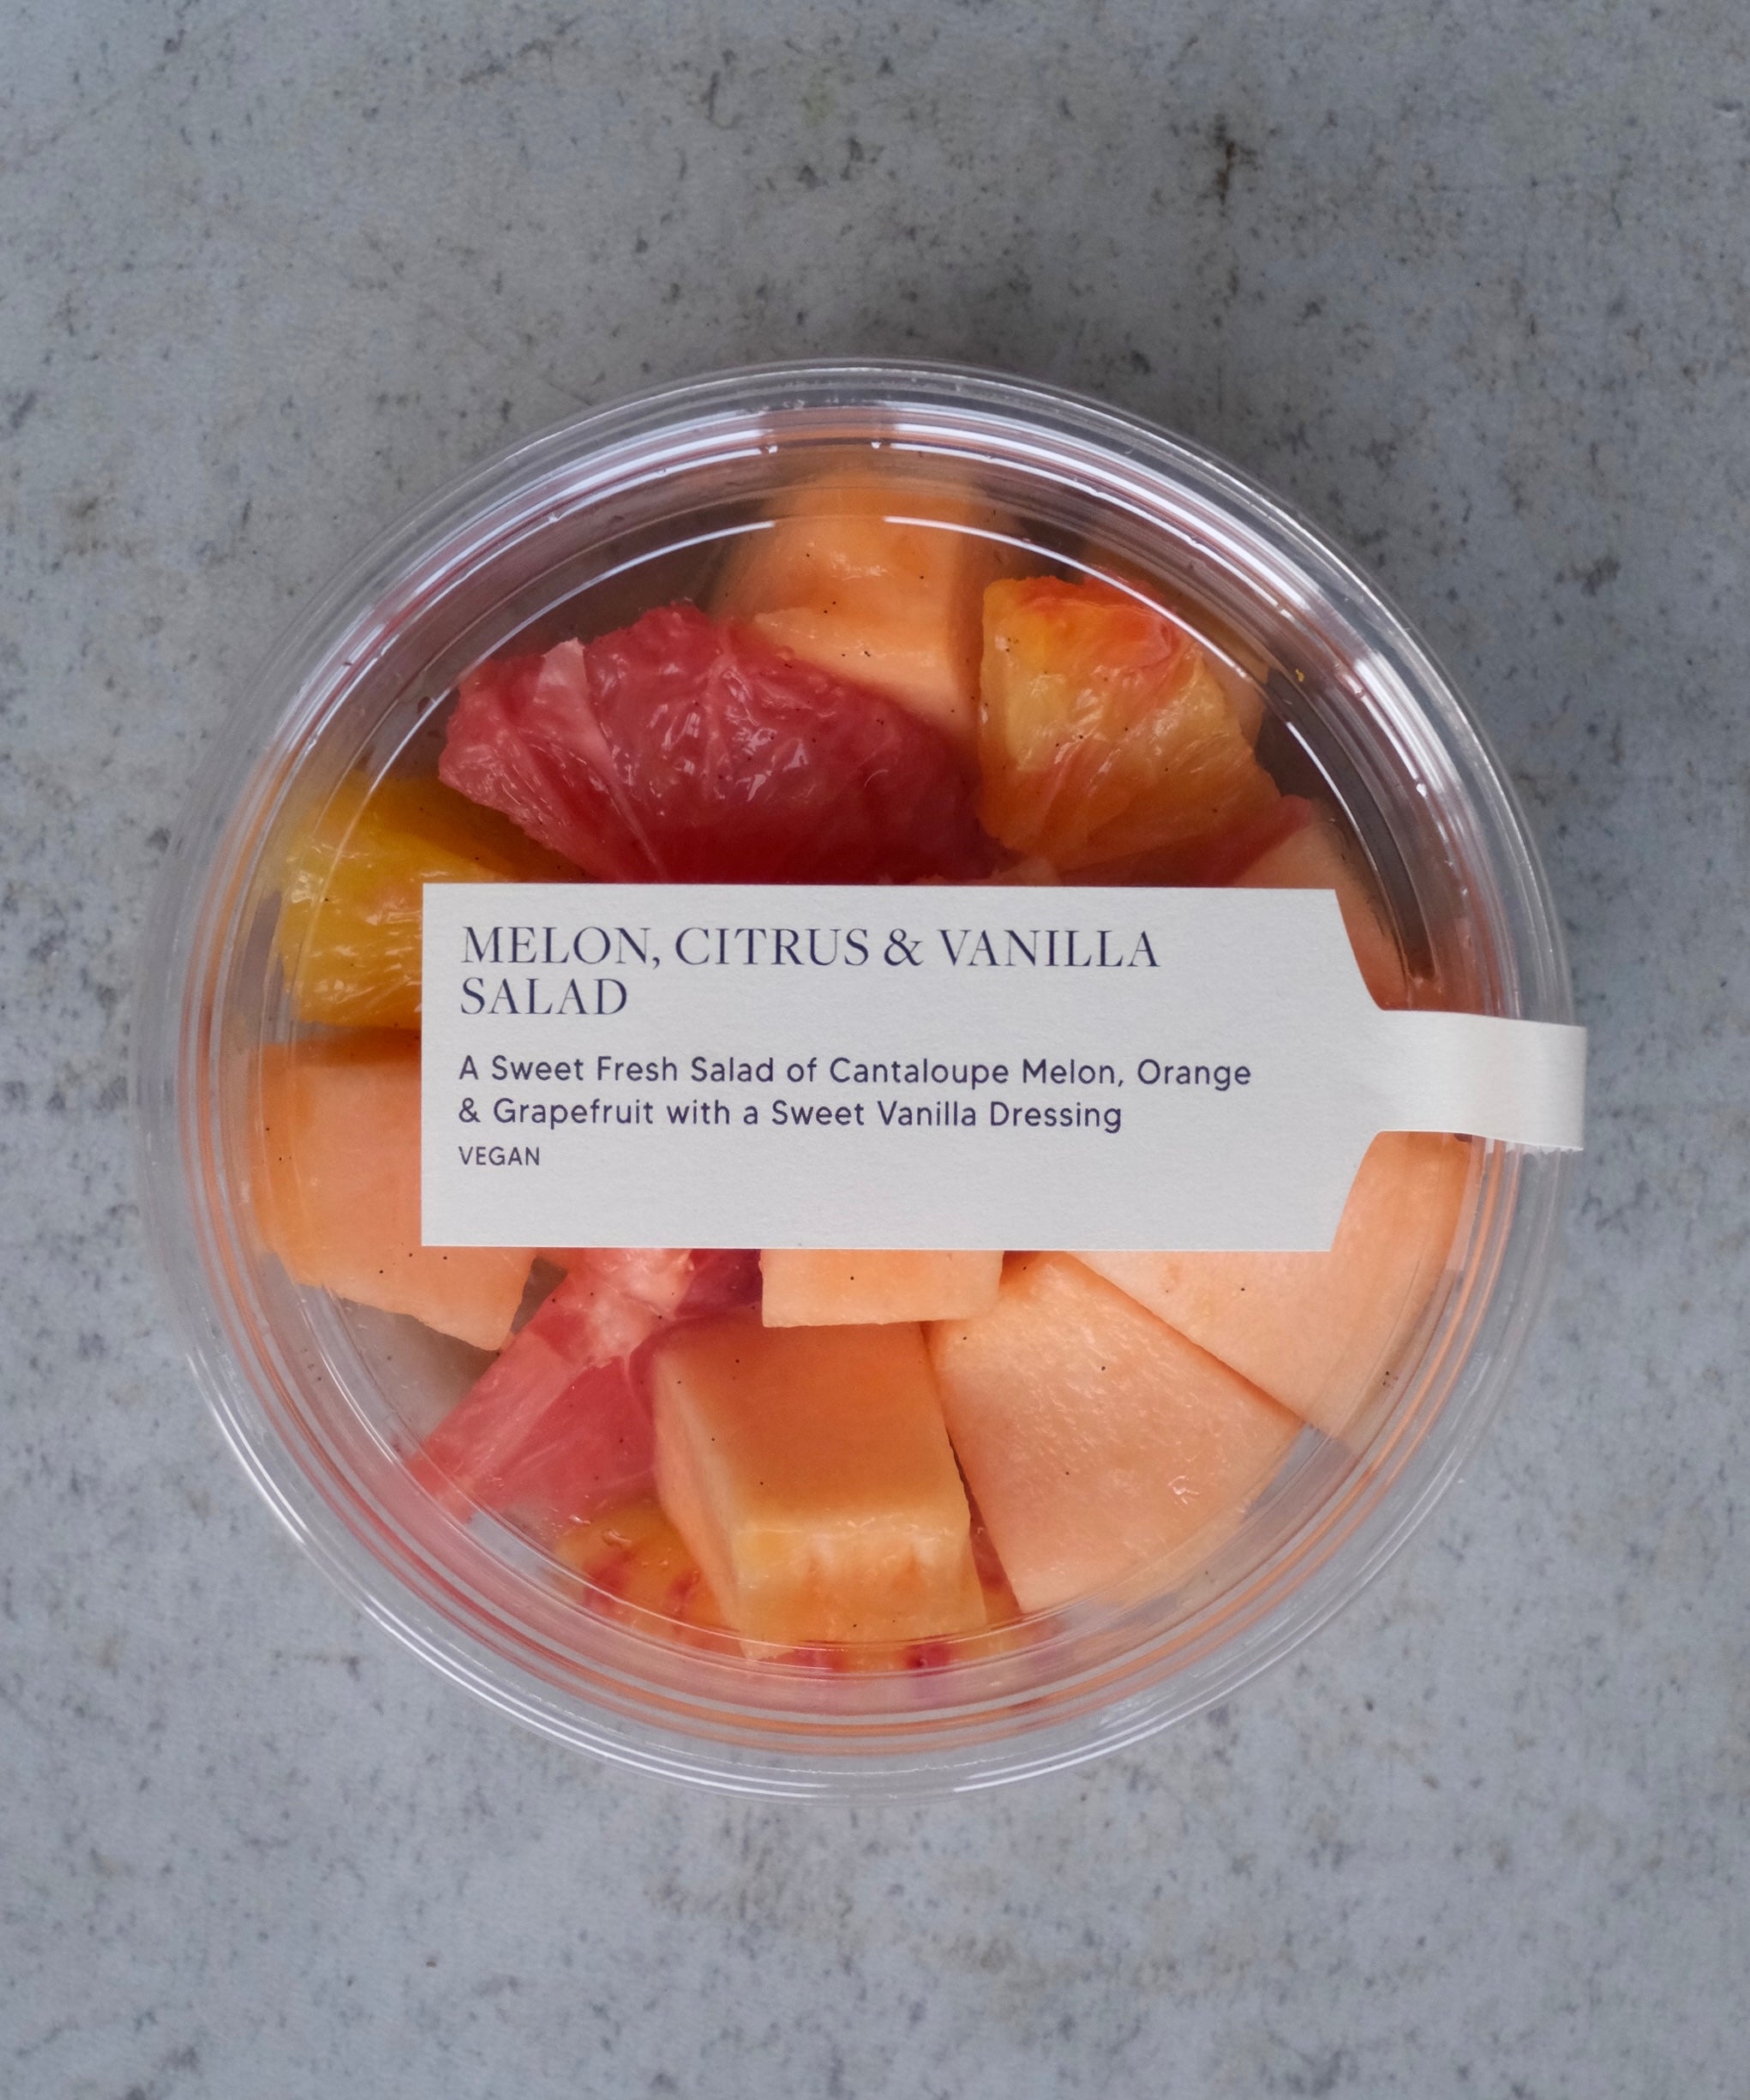 MELON, CITRUS & VANILLA
SALAD
A Sweet Fresh Salad of Cantaloupe Melon, Orange
& Grapefruit with a Sweet Vanilla Dressing
VEGAN